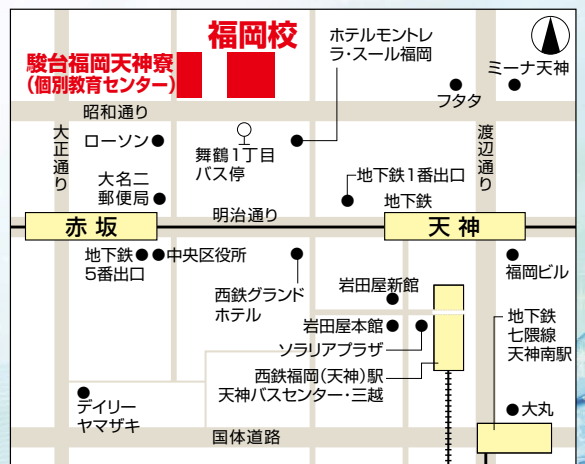 福岡校
駿台福岡天神寮
(個別教育センター)
ホテルモントレ
ラ・スール福岡
ミーナ天神
フタタ
昭和通り
大正通り
渡辺通り
ローソン
舞鶴1丁目
バス停
大名二
郵便局
地下鉄1番出口
地下鉄
明治通り
赤坂
天神
地下鉄
5番出口
中央区役所
西鉄グランド
ホテル
岩田屋新館
福岡ビル
岩田屋本館
ソラリアプラザ
地下鉄
七隈線
天神南駅
西鉄福岡(天神)駅
天神バスセンター・三越
デイリー
ヤマザキ
大丸
国体道路